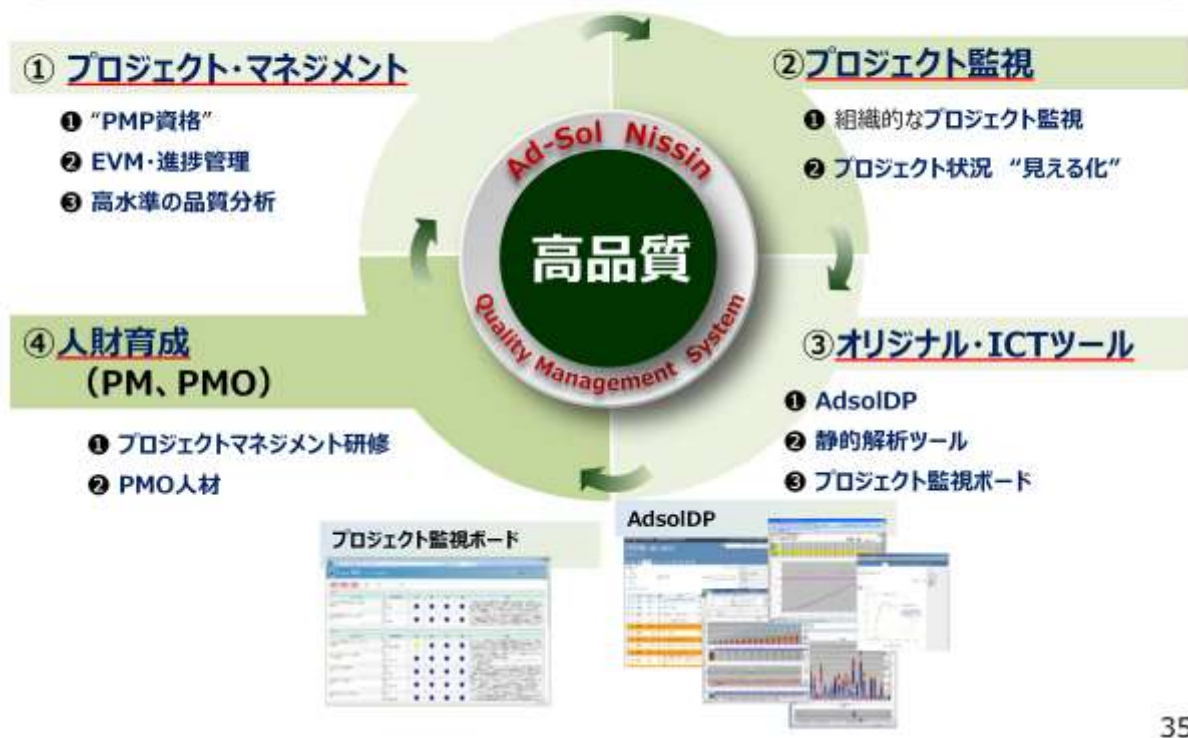 ① プロジェクト・マネジメント
❶ “PMP資格”
❷ EVM・進捗管理
❸ 高水準の品質分析
②プロジェクト監視
❶ 組織的なプロジェクト監視
❷ プロジェクト状況 “見える化”
Ad-Sol Nissin
高品質
Quality Management System
④人財育成
（PM、PMO）
❶ プロジェクトマネジメント研修
❷ PMO人材
③オリジナル・ICTツール
❶ AdsolDP
❷ 静的解析ツール
❸ プロジェクト監視ボード
プロジェクト監視ボード
AdsolDP
35